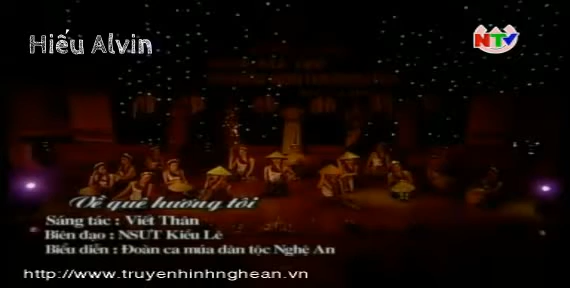 Hiếu Alvin
NTV
Về quê hương tôi
Sáng tác : Viết Thân
Biên đạo : NSƯT Kiều Lê
Biểu diễn : Đoàn ca múa dân tộc Nghệ An
http://www.truyenhinhnghean.vn